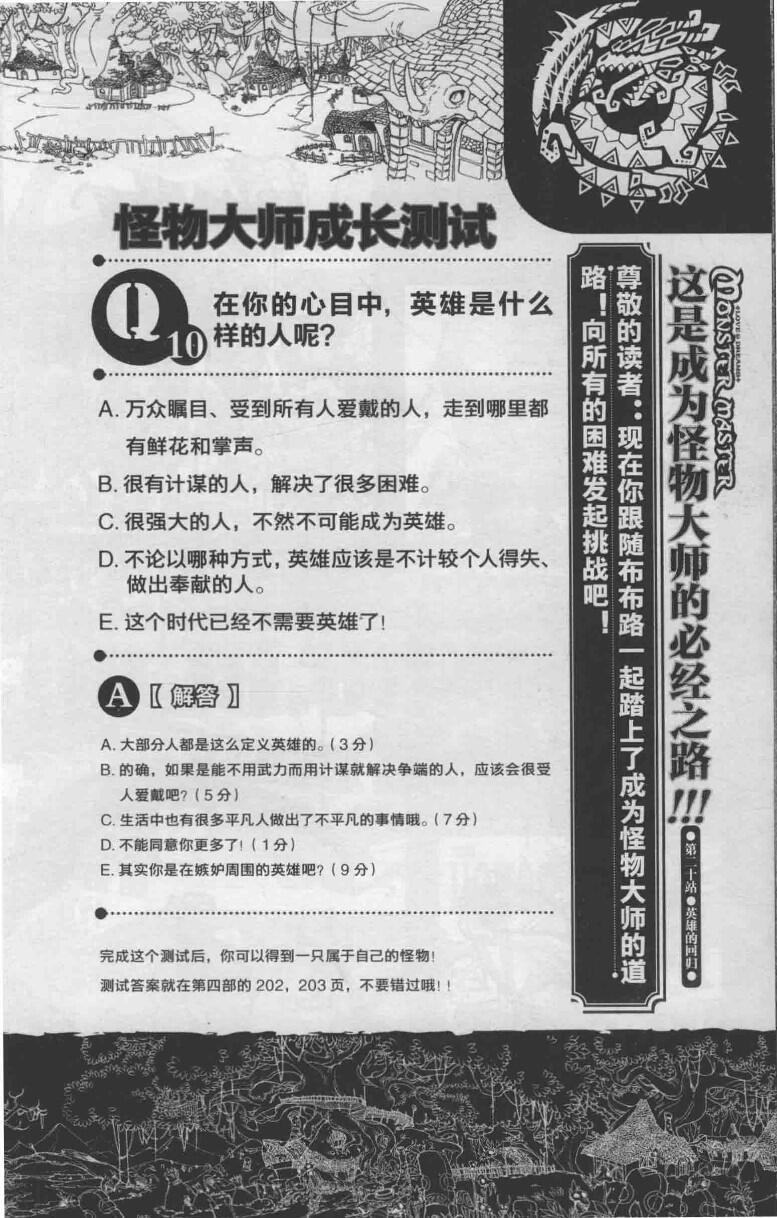 怪物大师成长测试
Q10
在你的心目中，英雄是什么
样的人呢？
A. 万众瞩目、受到所有人爱戴的人，走到哪里都
有鲜花和掌声。
B. 很有计谋的人，解决了很多困难。
C. 很强大的人，不然不可能成为英雄。
D. 不论以哪种方式，英雄应该是不计较个人得失、
做出奉献的人。
E. 这个时代已经不需要英雄了！
A【解答】
A. 大部分人都是这么定义英雄的。（3分）
B. 的确，如果是能不用武力而用计谋就解决争端的人，应该会很受
人爱戴吧？（5分）
C. 生活中也有很多平凡人做出了不平凡的事情哦。（7分）
D. 不能同意你更多了！（1分）
E. 其实你是在嫉妒周围的英雄吧？（9分）
完成这个测试后，你可以得到一只属于自己的怪物！
测试答案就在第四部的202，203页，不要错过哦！！
MONSTER MASTER
+LOVE & DREAMS+
这是成为怪物大师的必经之路!!!
●第二十站●英雄的回归●
尊敬的读者：现在你跟随布布路一起踏上了成为怪物大师的道
路！向所有的困难发起挑战吧！